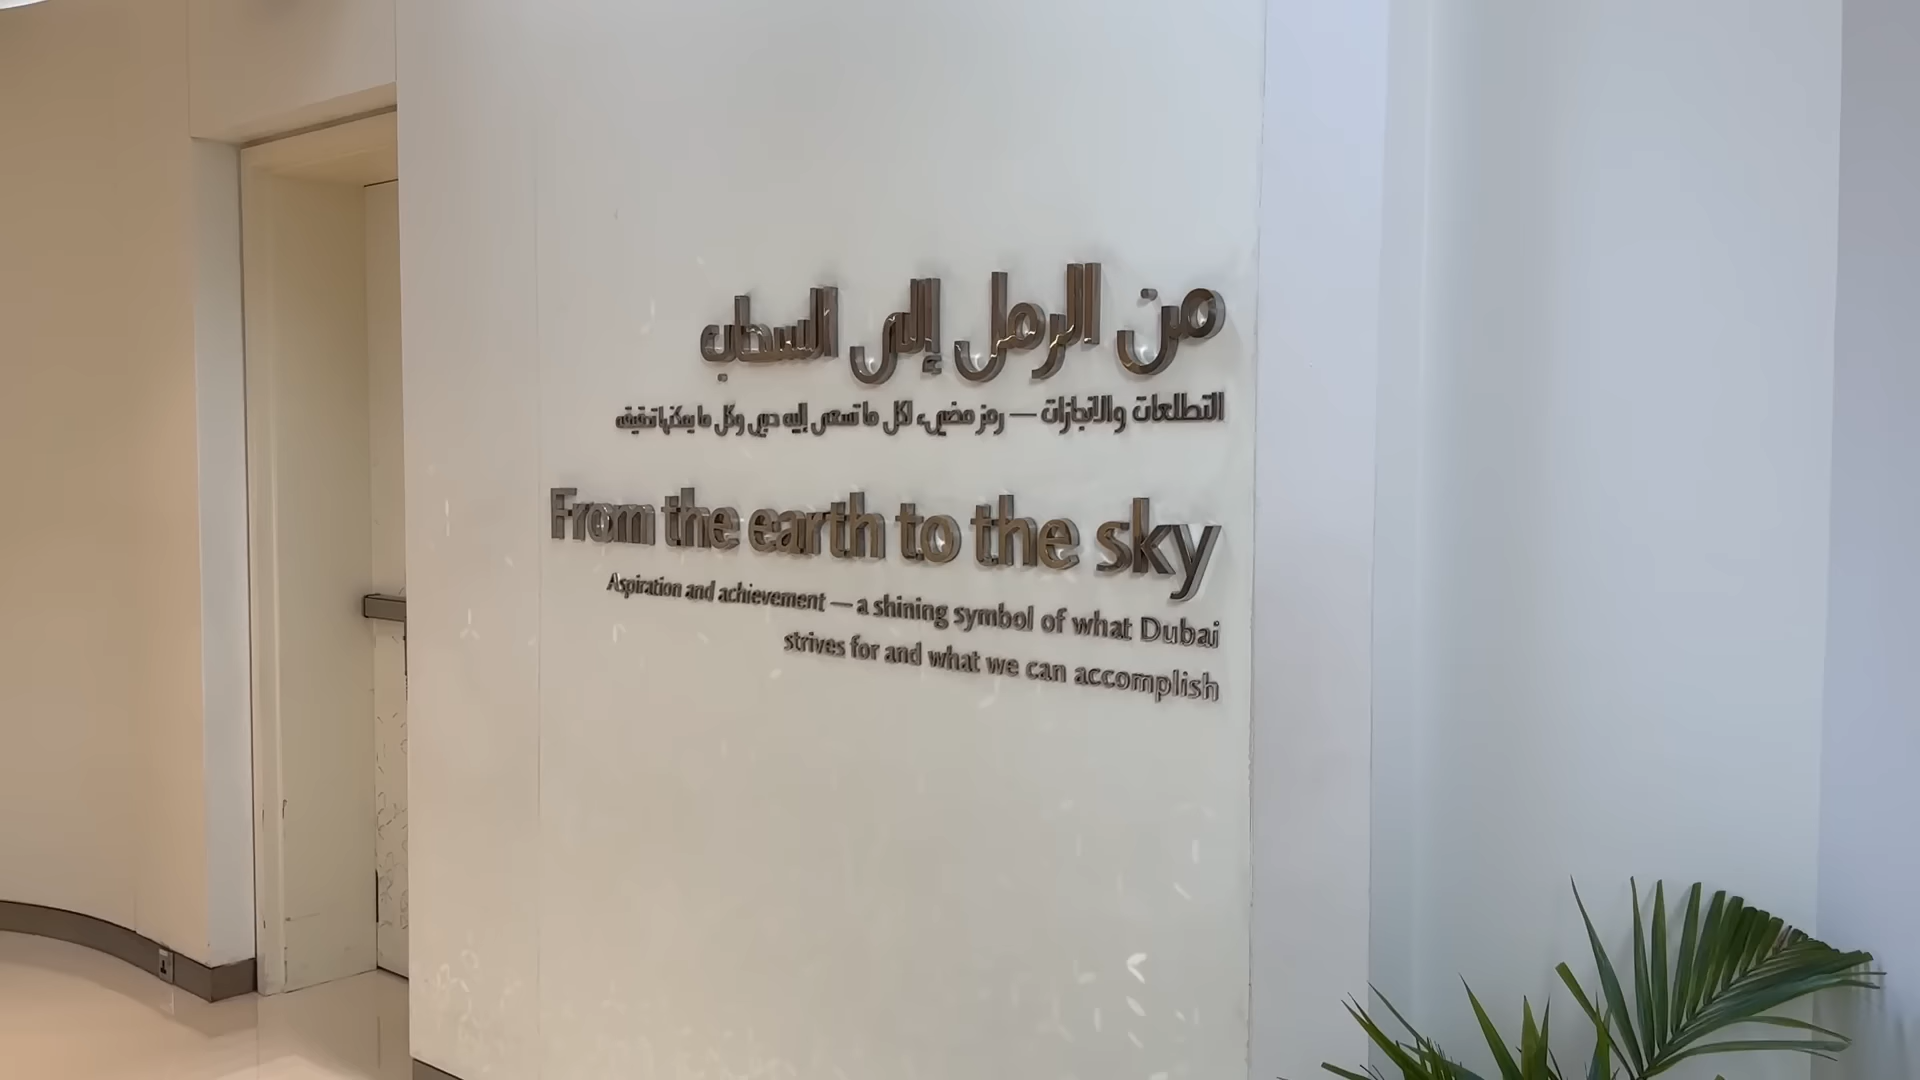 من الرمل إلى السحاب
التطلعات والانجازات — رمز مضيء لكل ما تسعى إليه دبي وكل ما يمكنها تحقيقه
From the earth to the sky
Aspiration and achievement — a shining symbol of what Dubai
strives for and what we can accomplish